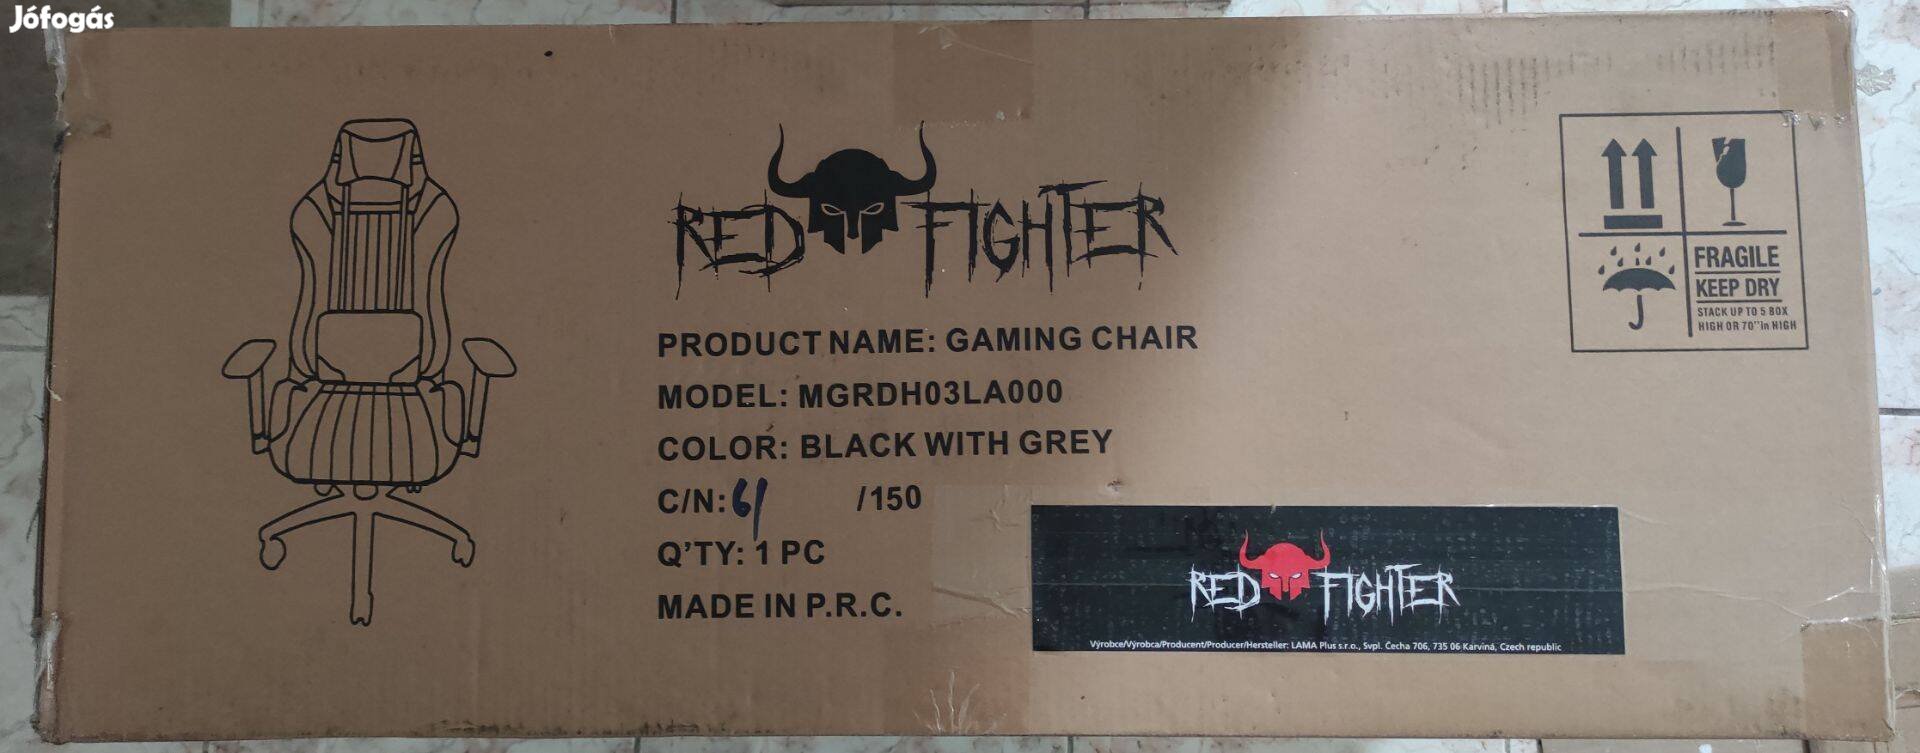 Jófogás
RED FIGHTER
PRODUCT NAME: GAMING CHAIR
MODEL: MGRDH03LA000
COLOR: BLACK WITH GREY
C/N: 61 /150
Q'TY: 1 PC
MADE IN P.R.C.
FRAGILE
KEEP DRY
STACK UP TO 5 BOX
HIGH OR 70"in HIGH
RED FIGHTER
Výrobce/Výrobca/Producent/Producer/Hersteller: LAMA Plus s.r.o., Svpl. Čecha 706, 735 06 Karviná, Czech republic